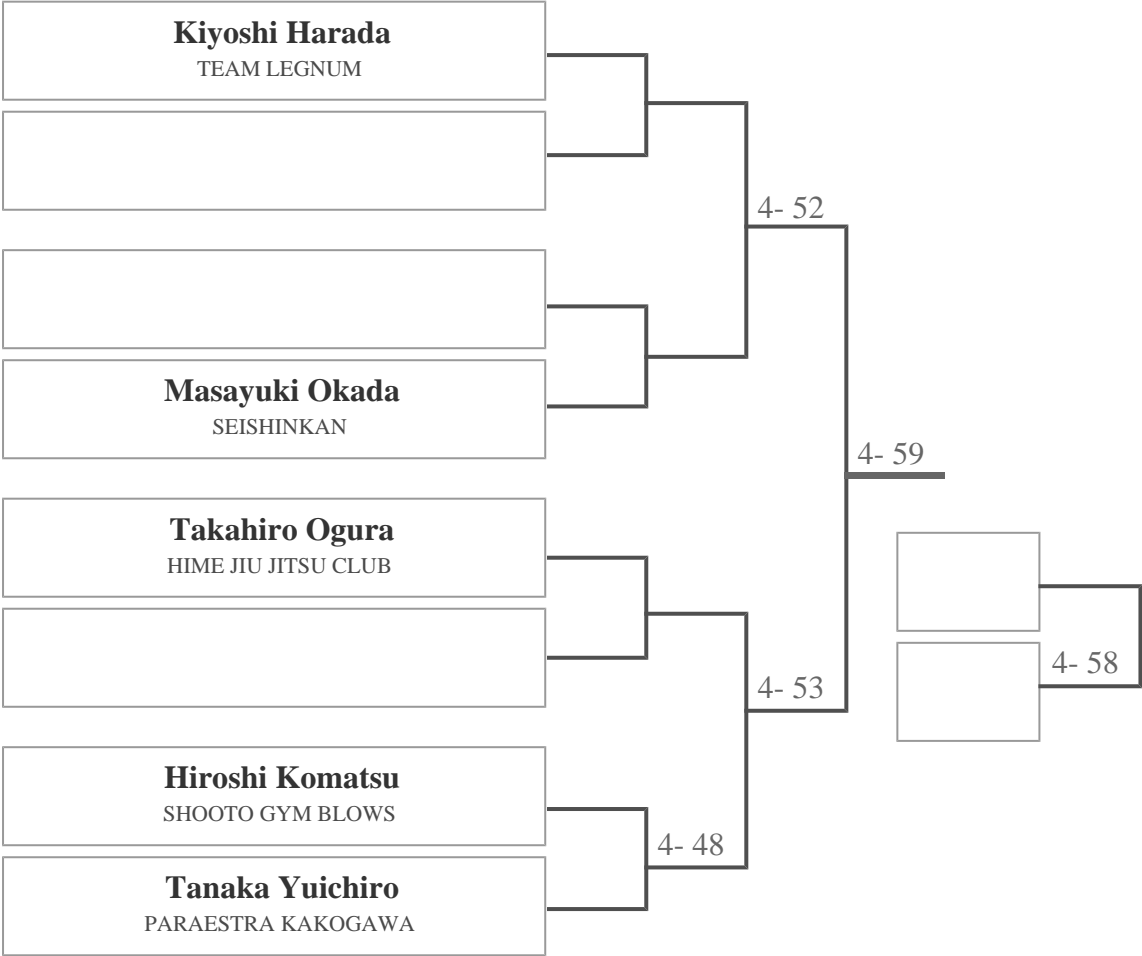 Kiyoshi Harada
TEAM LEGNUM
4- 52
Masayuki Okada
SEISHINKAN
4- 59
Takahiro Ogura
HIME JIU JITSU CLUB
4- 58
4- 53
Hiroshi Komatsu
SHOOTO GYM BLOWS
4- 48
Tanaka Yuichiro
PARAESTRA KAKOGAWA